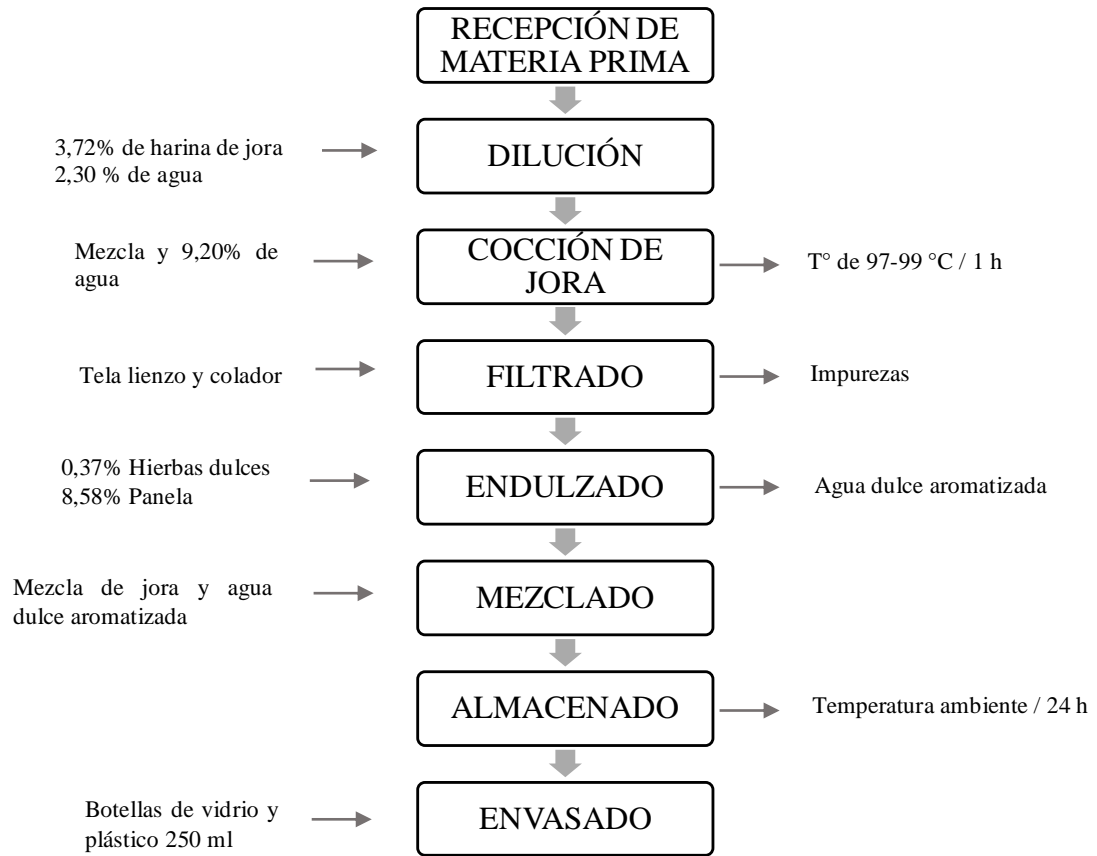 RECEPCIÓN DE
MATERIA PRIMA
3,72% de harina de jora
2,30 % de agua
DILUCIÓN
Mezcla y 9,20% de
agua
COCCIÓN DE
JORA
T° de 97-99 °C / 1 h
Tela lienzo y colador
FILTRADO
Impurezas
0,37% Hierbas dulces
8,58% Panela
ENDULZADO
Agua dulce aromatizada
Mezcla de jora y agua
dulce aromatizada
MEZCLADO
ALMACENADO
Temperatura ambiente / 24 h
Botellas de vidrio y
plástico 250 ml
ENVASADO